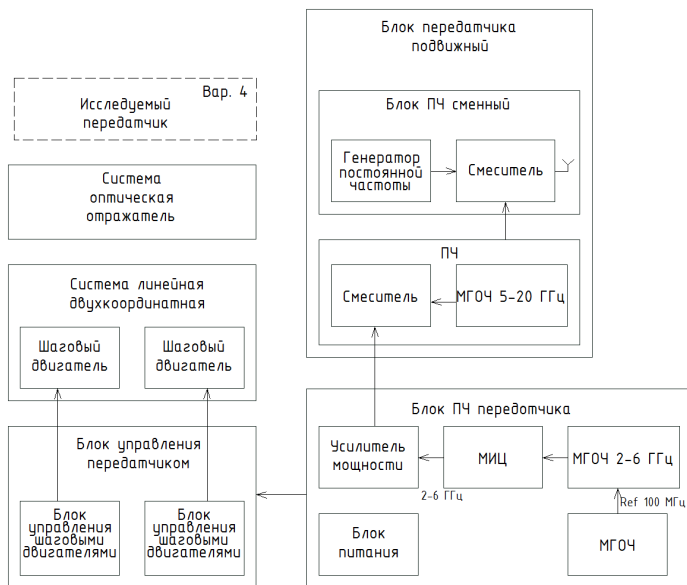 Блок передатчика
подвижный
Вар. 4
Исследуемый
передатчик
Блок ПЧ сменный
Генератор
постоянной
частоты
Смеситель
Система
оптическая
отражатель
ПЧ
Смеситель
МГОЧ 5-20 ГГц
Система линейная
двухкоординатная
Шаговый
двигатель
Шаговый
двигатель
Блок ПЧ передотчика
Усилитель
мощности
МИЦ
МГОЧ 2-6 ГГц
2-6 ГГц
Ref 100 МГц
Блок
питания
МГОЧ
Блок управления
передатчиком
Блок
управления
шаговыми
двигателями
Блок
управления
шаговыми
двигателями